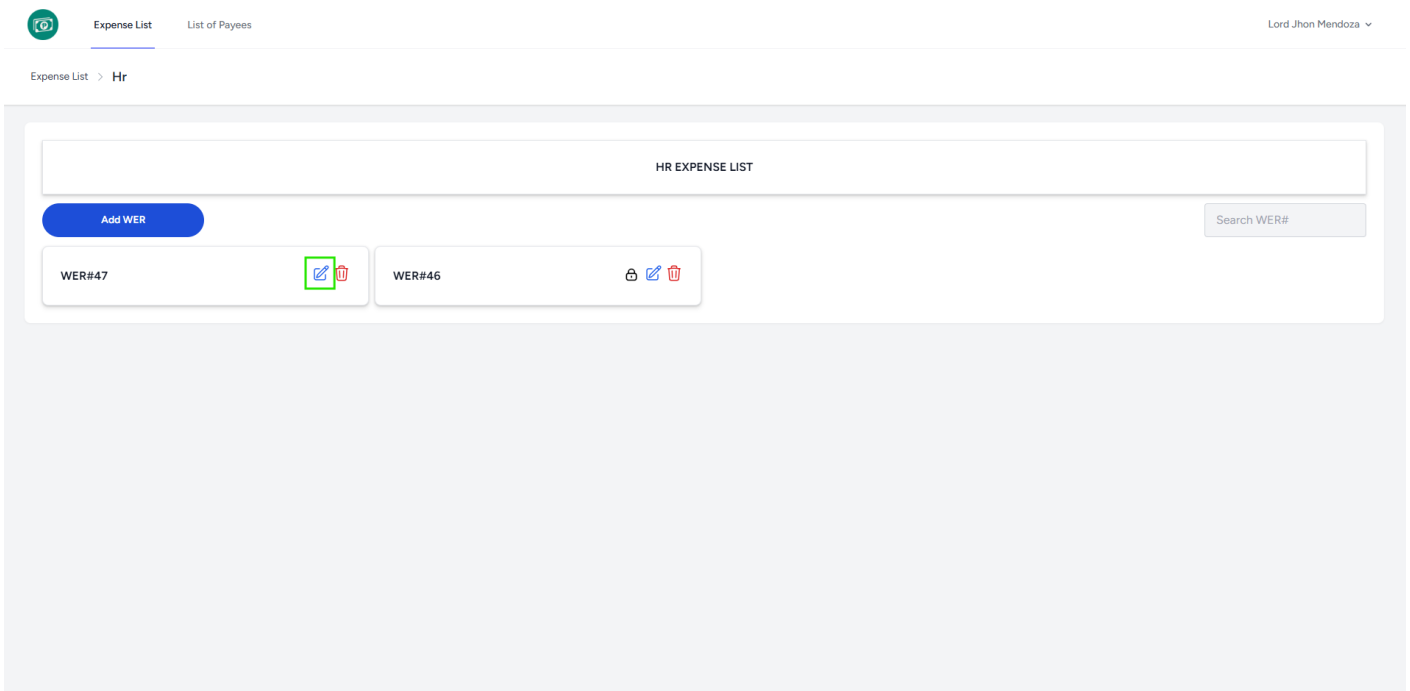 Expense List
List of Payees
Lord Jhon Mendoza
Expense List > Hr
HR EXPENSE LIST
Add WER
Search WER#
WER#47
WER#46